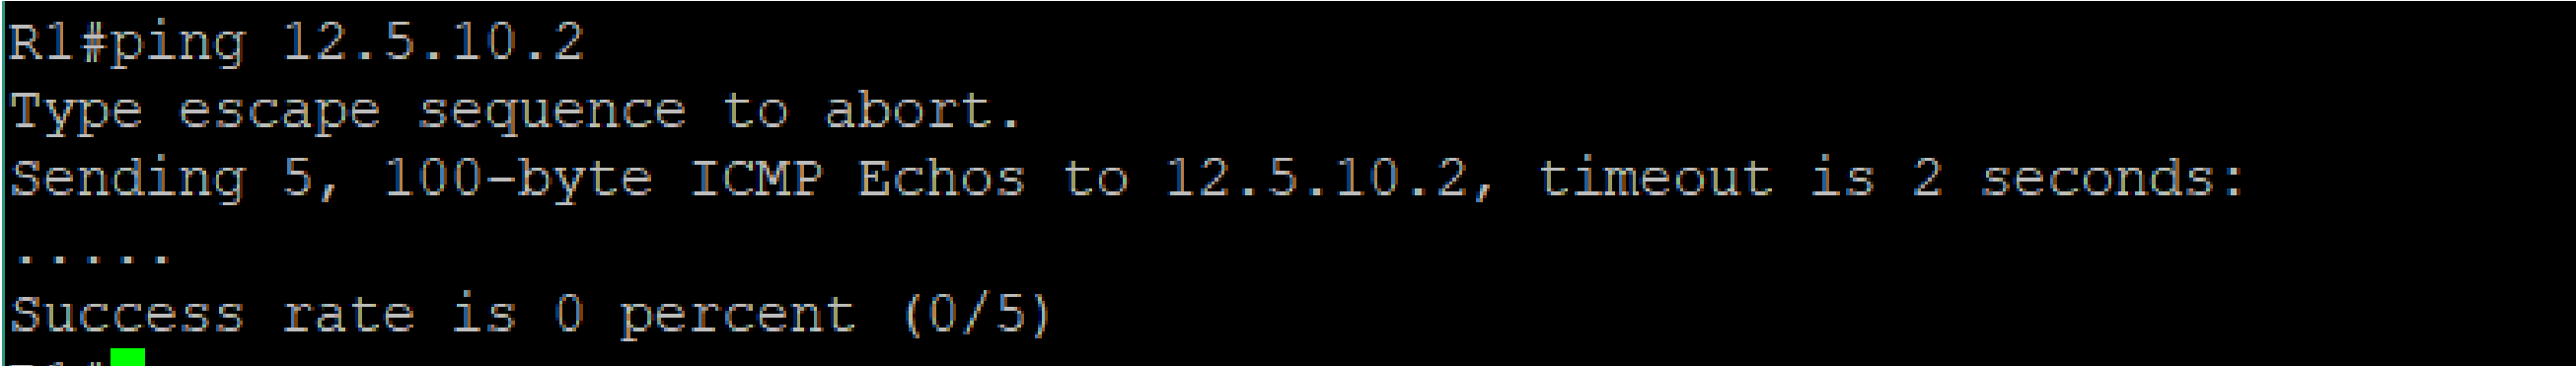 R1#ping 12.5.10.2
Type escape sequence to abort.
Sending 5, 100-byte ICMP Echos to 12.5.10.2, timeout is 2 seconds:
.....
Success rate is 0 percent (0/5)